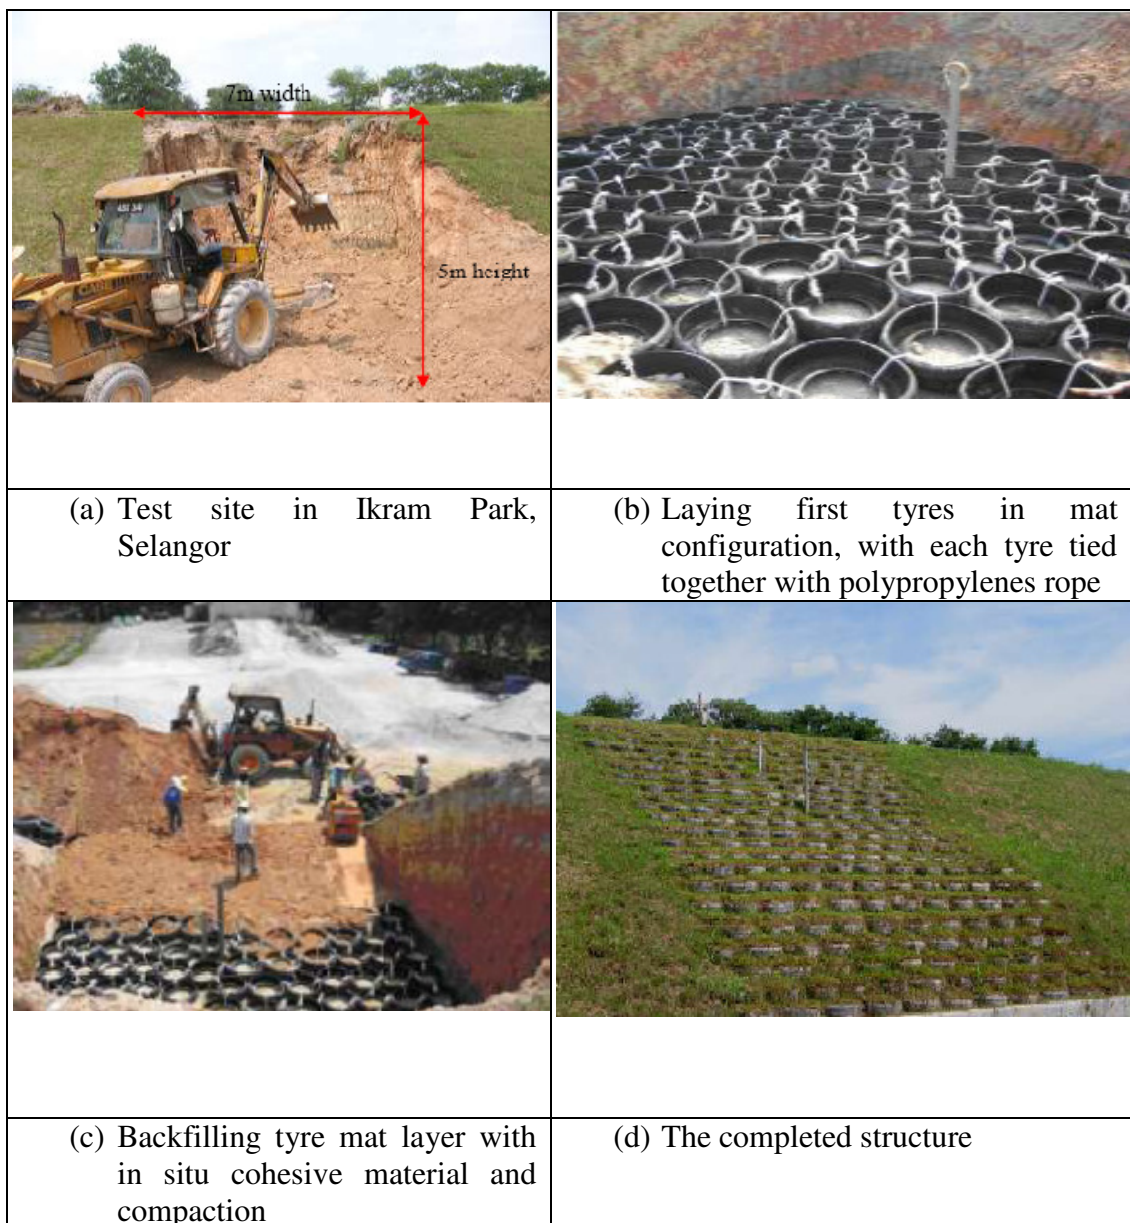 7m width
5m height
(a) Test site in Ikram Park,
Selangor
(b) Laying first tyres in mat
configuration, with each tyre tied
together with polypropylenes rope
(c) Backfilling tyre mat layer with
in situ cohesive material and
compaction
(d) The completed structure